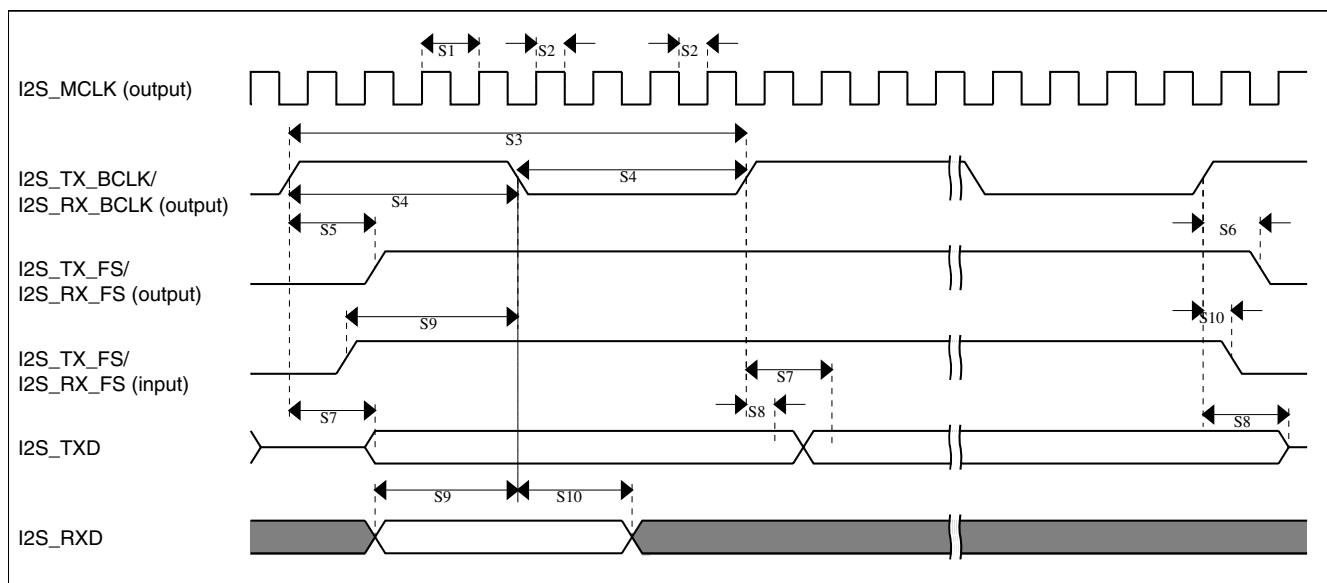 S1
S2
S2
I2S_MCLK (output)
S3
I2S_TX_BCLK/
I2S_RX_BCLK (output)
S4
S4
S5
S6
I2S_TX_FS/
I2S_RX_FS (output)
S9
S10
I2S_TX_FS/
I2S_RX_FS (input)
S7
S7
S8
S8
I2S_TXD
S9
S10
I2S_RXD